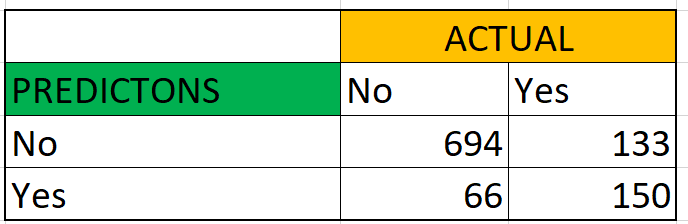 ACTUAL
PREDICTONS No Yes
No 694 133
Yes 66 150